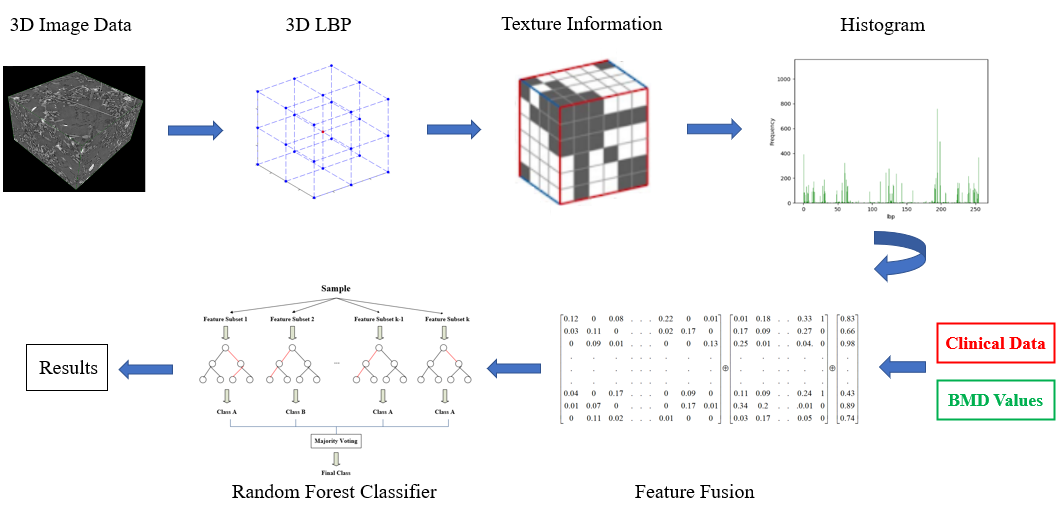 3D Image Data
3D LBP
Texture Information
Histogram
1000
800
600
400
200
0
Frequency
0 50 100 150 200 250
lbp
Sample
Feature Subset 1 Feature Subset 2 Feature Subset k-1 Feature Subset k
...
Class A Class B Class A Class A
Majority Voting
Final Class
Results
0.12 0 0.08 . . . 0.22 0 0.01 0.01 0.18 . . 0.33 1 0.83
0.03 0.11 0 . . . 0.02 0.17 0 0.17 0.09 . . 0.27 0 0.66
0 0.09 0.01 . . . 0 0 0.13 0.25 0.01 . . 0.04. 0 0.98
. . . . . . . . . . . . . . . . .
. . . . . . . . ⊕ . . . . . . ⊕ .
. . . . . . . . . . . . . . . . .
0.04 0 0.17 . . . 0 0.09 0 0.11 0.09 . . 0.24 1 0.43
0.01 0.07 0 . . . 0 0.17 0.01 0.34 0.2 . . .0.01 0 0.89
0 0.11 0.02 . . . 0.01 0 0 0.03 0.17 . . 0.05 0 0.74
Clinical Data
BMD Values
Random Forest Classifier
Feature Fusion